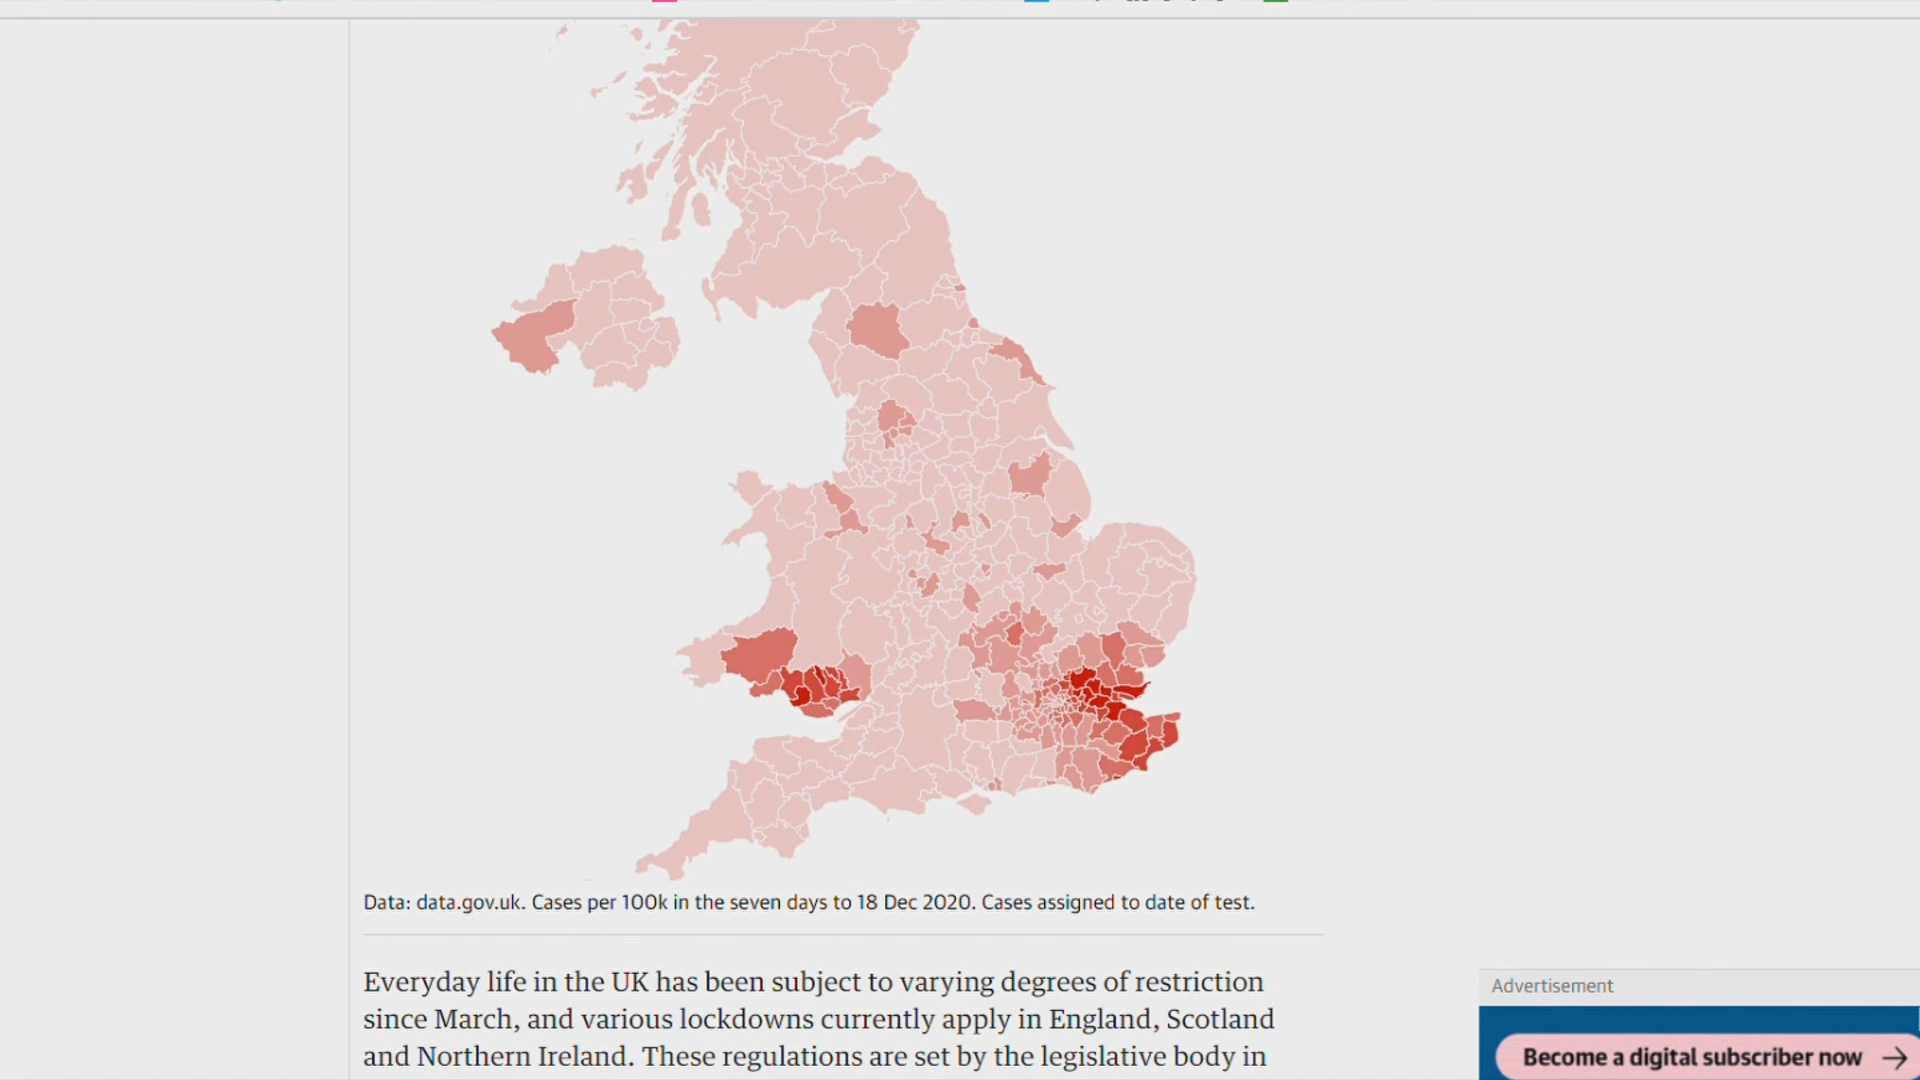 Data: data.gov.uk. Cases per 100k in the seven days to 18 Dec 2020. Cases assigned to date of test.
Everyday life in the UK has been subject to varying degrees of restriction
since March, and various lockdowns currently apply in England, Scotland
and Northern Ireland. These regulations are set by the legislative body in
Advertisement
Become a digital subscriber now